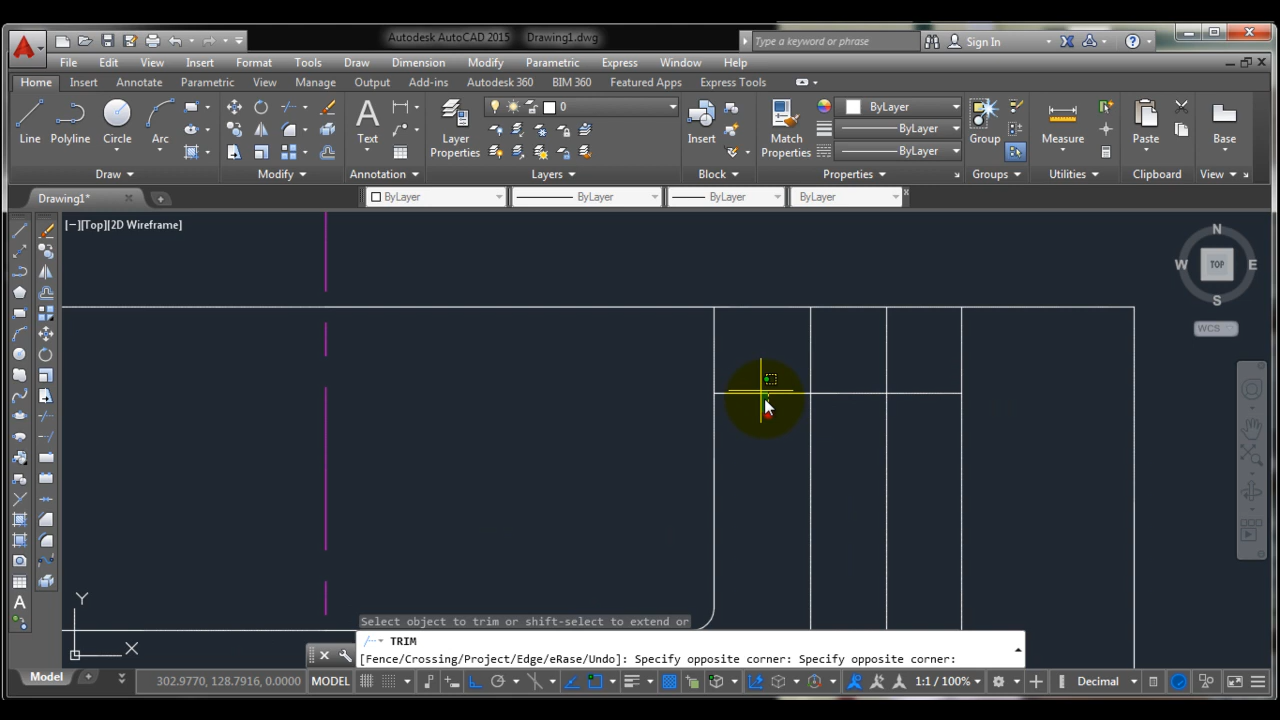 Autodesk AutoCAD 2015 Drawing1.dwg
Type a keyword or phrase
Sign In
File Edit View Insert Format Tools Draw Dimension Modify Parametric Express Window Help
Home Insert Annotate Parametric View Manage Output Add-ins Autodesk 360 BIM 360 Featured Apps Express Tools
0
ByLayer
Line Polyline Circle Arc
Text
Layer
Properties
Insert
Match
Properties
ByLayer
ByLayer
Group
Measure
Paste
Base
Draw Modify Annotation Layers Block Properties Groups Utilities Clipboard View
Drawing1*
ByLayer ByLayer ByLayer ByLayer
[−][Top][2D Wireframe]
N
W TOP E
S
WCS
Y
X
A
Select object to trim or shift-select to extend or
TRIM
[Fence/Crossing/Project/Edge/eRase/Undo]: Specify opposite corner: Specify opposite corner:
Model
302.9770, 128.7916, 0.0000 MODEL
1:1 / 100%
Decimal